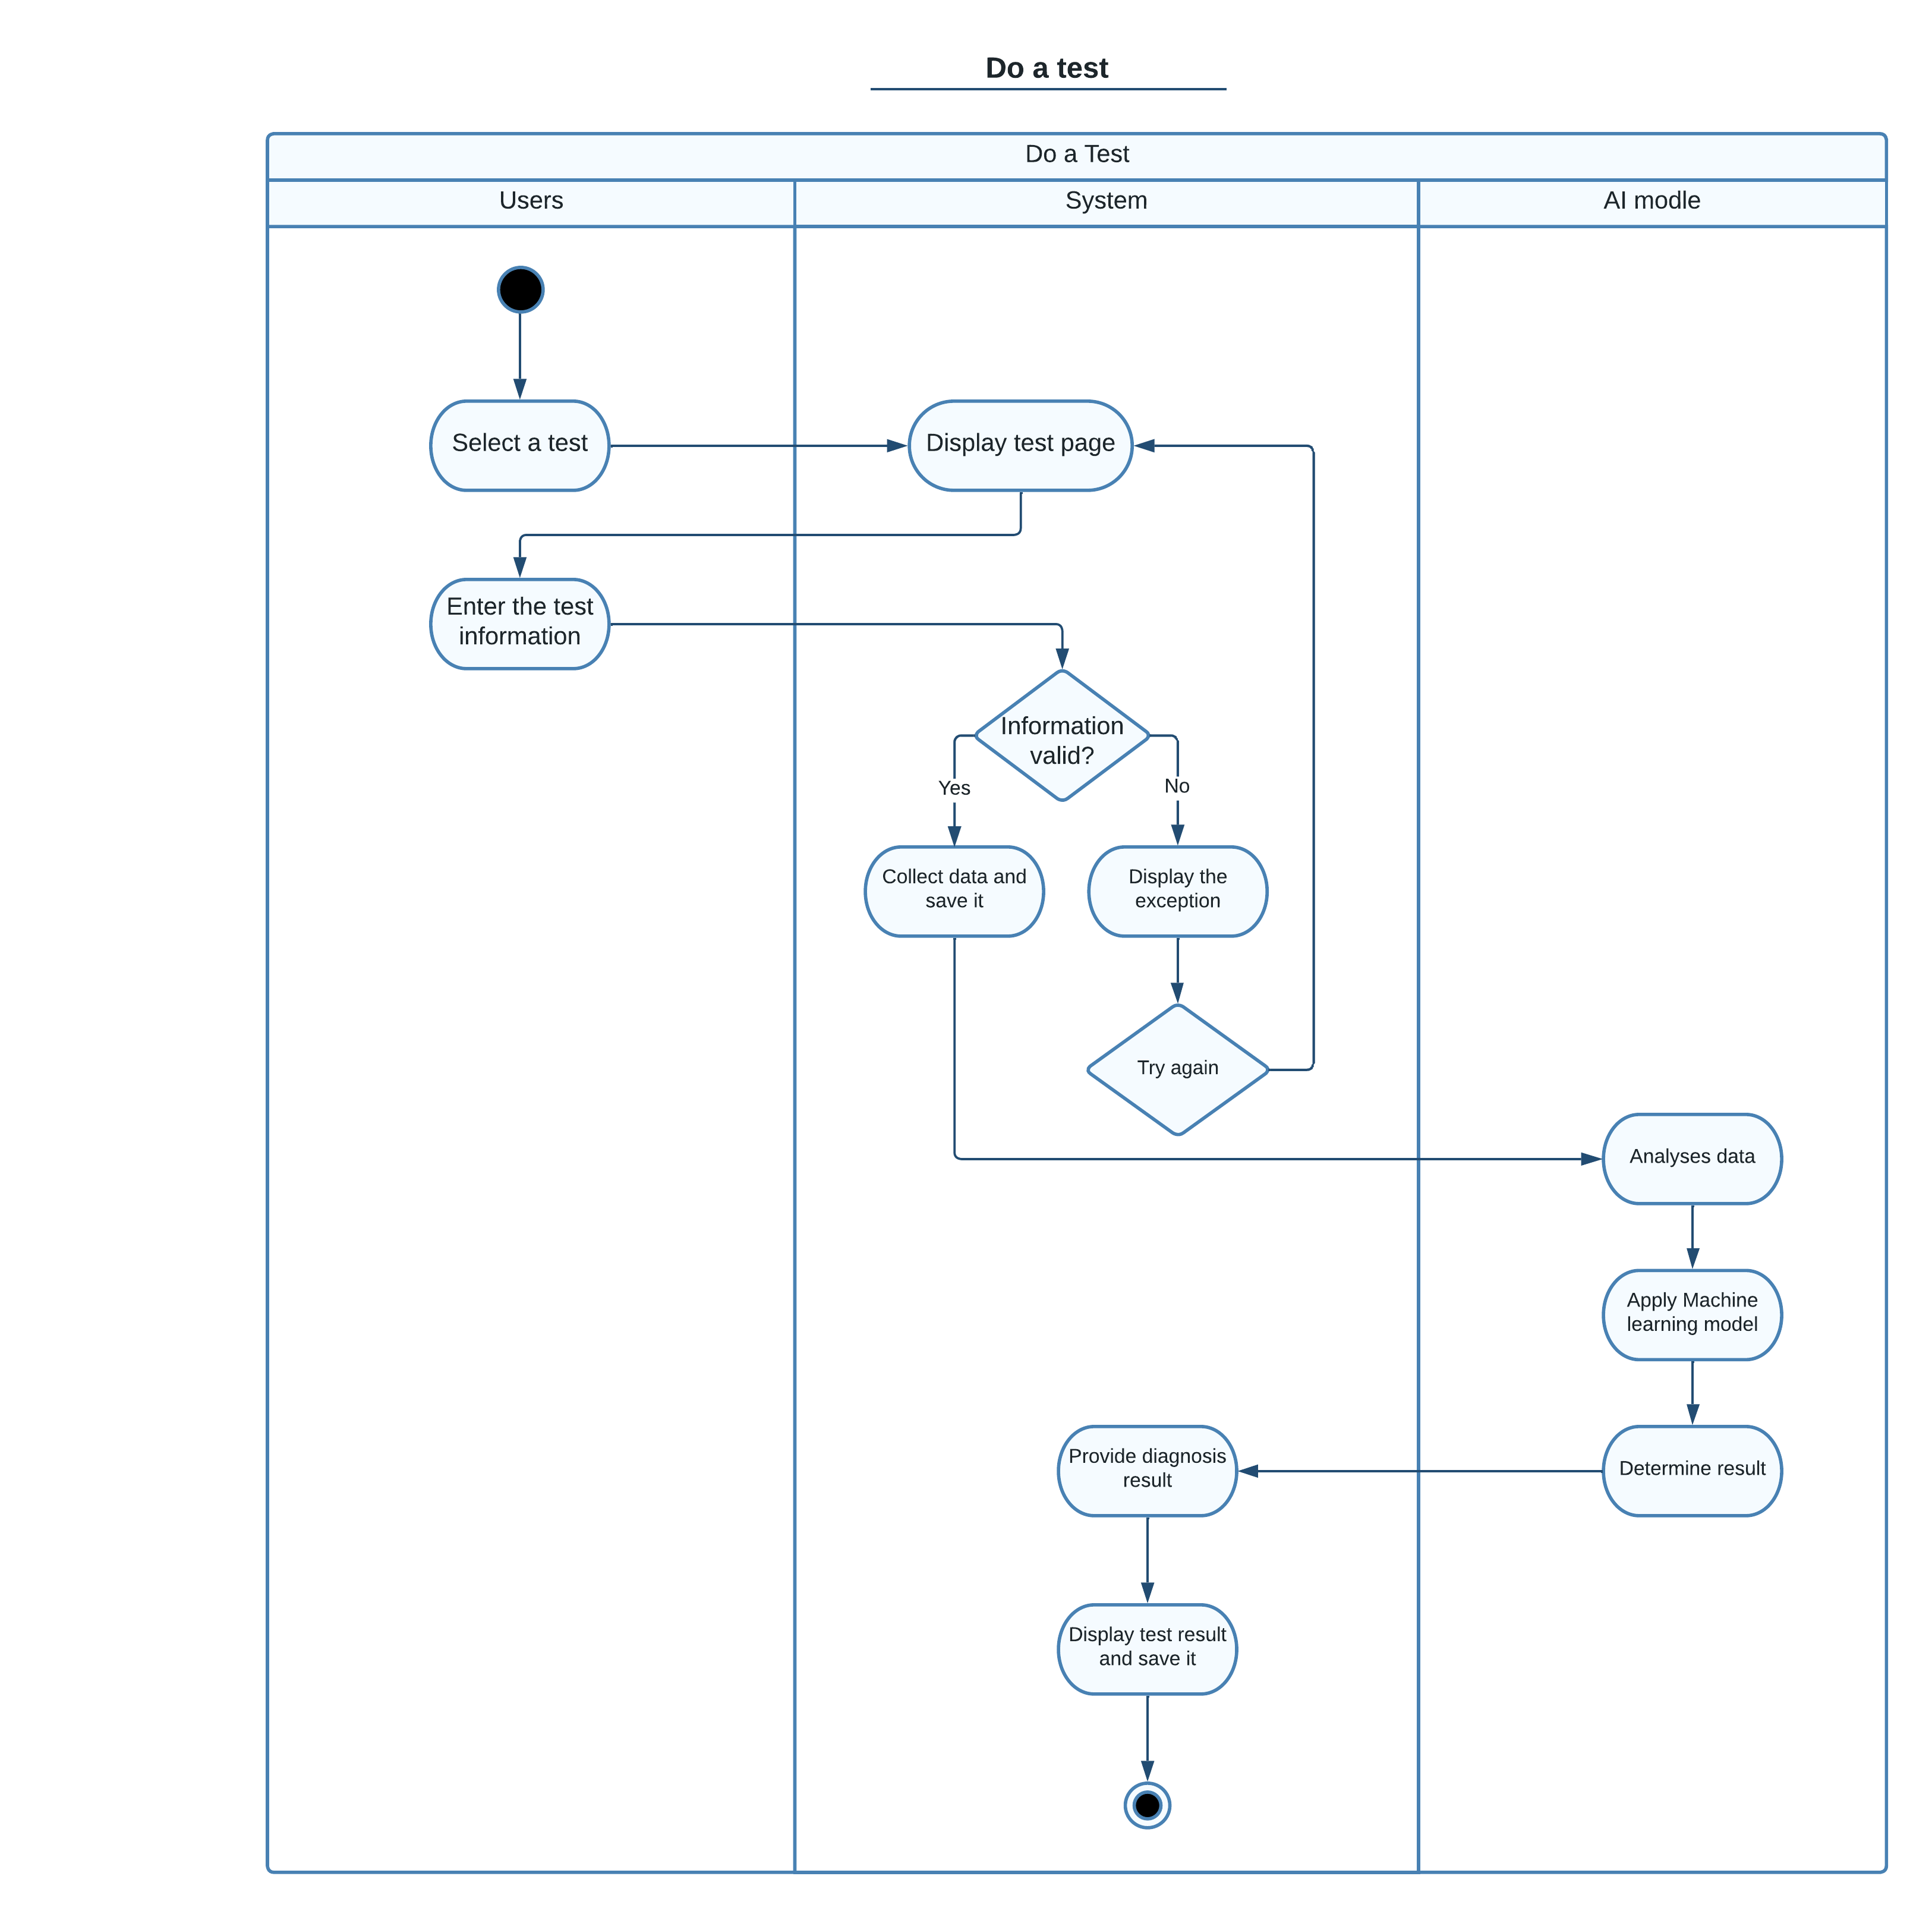 Do a test
Do a Test
Users
System
AI modle
Select a test
Display test page
Enter the test
information
Information
valid?
Yes
No
Collect data and
save it
Display the
exception
Try again
Analyses data
Apply Machine
learning model
Provide diagnosis
result
Determine result
Display test result
and save it